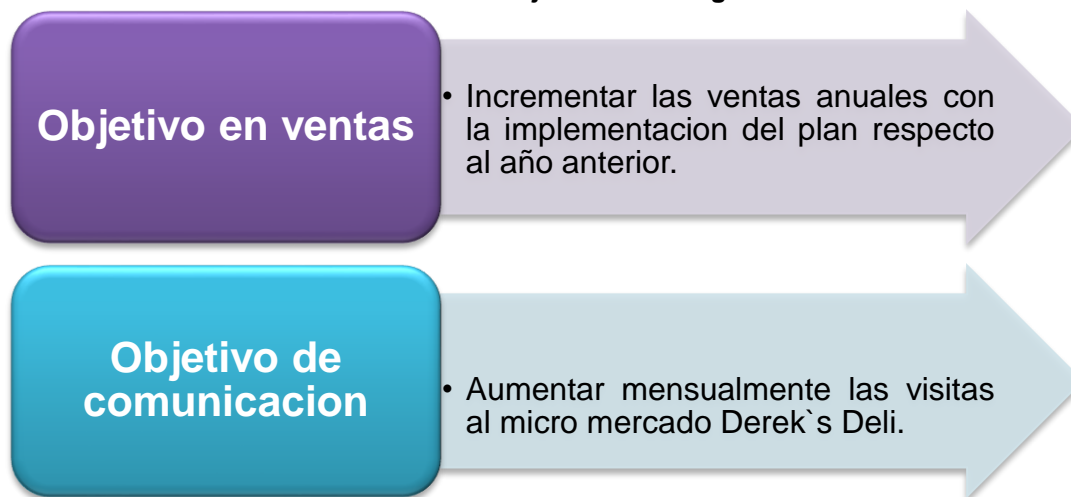 Objetivo en ventas
• Incrementar las ventas anuales con
la implementacion del plan respecto
al año anterior.
Objetivo de
comunicacion
• Aumentar mensualmente las visitas
al micro mercado Derek`s Deli.